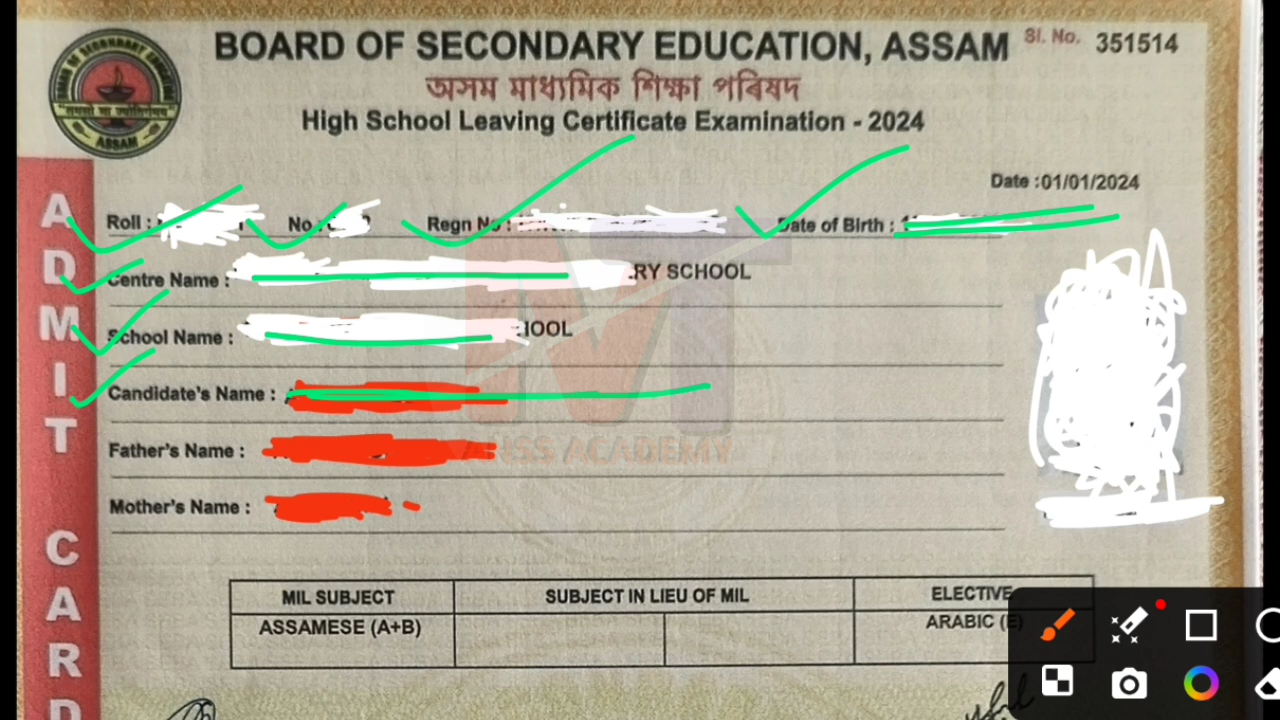 BOARD OF SECONDARY EDUCATION, ASSAM
Sl. No. 351514
অসম মাধ্যমিক শিক্ষা পৰিষদ
High School Leaving Certificate Examination - 2024
Date :01/01/2024
Roll : No : Regn No : Date of Birth :
Centre Name : RY SCHOOL
School Name : HOOL
Candidate's Name :
Father's Name :
Mother's Name :
AHSS ACADEMY
MIL SUBJECT SUBJECT IN LIEU OF MIL ELECTIVE
ASSAMESE (A+B) ARABIC (E)
ADMIT CARD